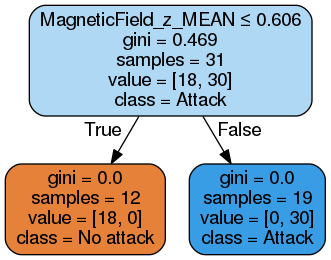 MagneticField_z_MEAN ≤ 0.606
gini = 0.469
samples = 31
value = [18, 30]
class = Attack
True
False
gini = 0.0
samples = 12
value = [18, 0]
class = No attack
gini = 0.0
samples = 19
value = [0, 30]
class = Attack